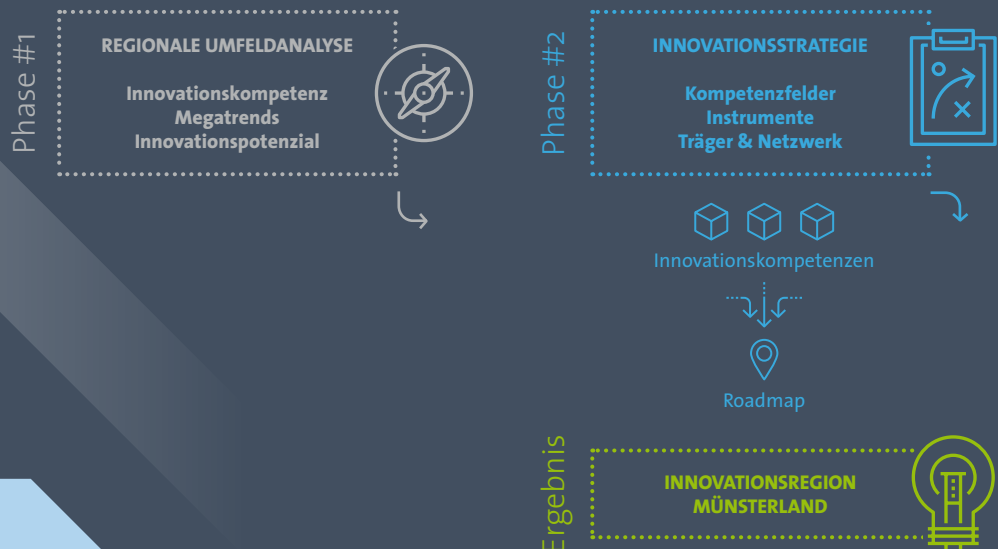 Phase #1
REGIONALE UMFELDANALYSE
Innovationskompetenz
Megatrends
Innovationspotenzial
Phase #2
INNOVATIONSSTRATEGIE
Kompetenzfelder
Instrumente
Träger & Netzwerk
Innovationskompetenzen
Roadmap
Ergebnis
INNOVATIONSREGION
MÜNSTERLAND